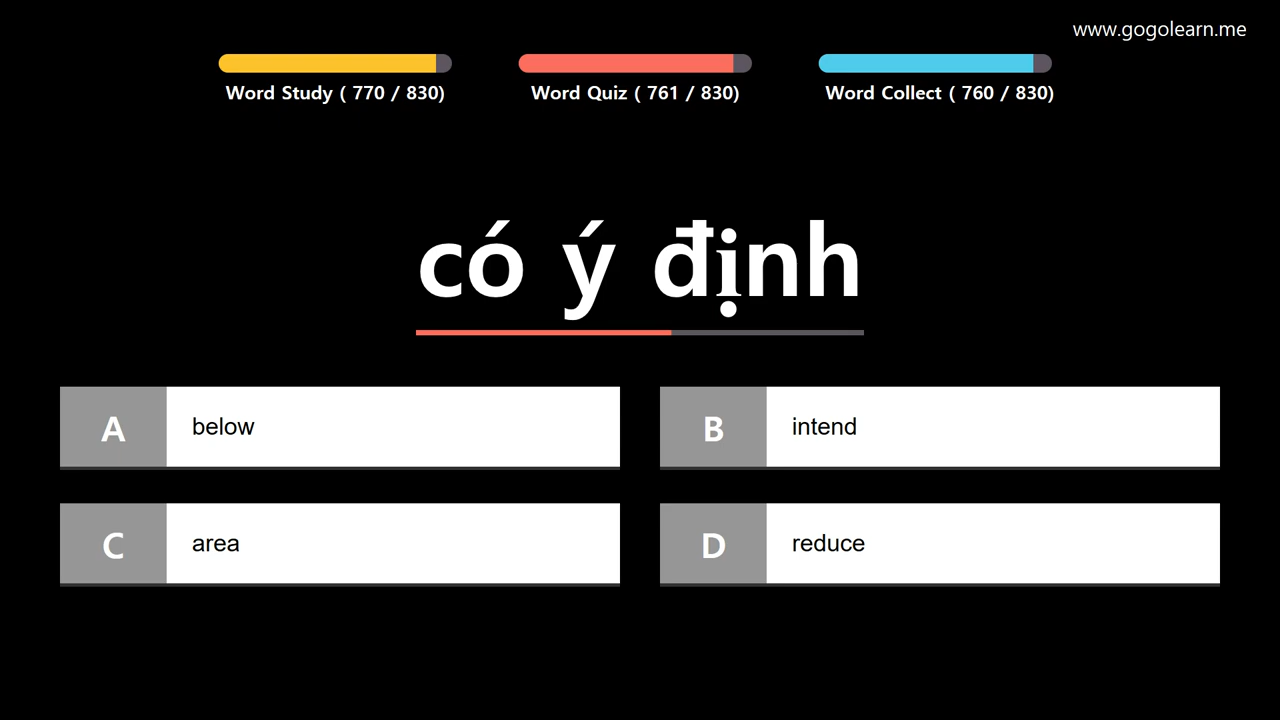 www.gogolearn.me
Word Study ( 770 / 830)
Word Quiz ( 761 / 830)
Word Collect ( 760 / 830)
có ý định
A
below
B
intend
C
area
D
reduce